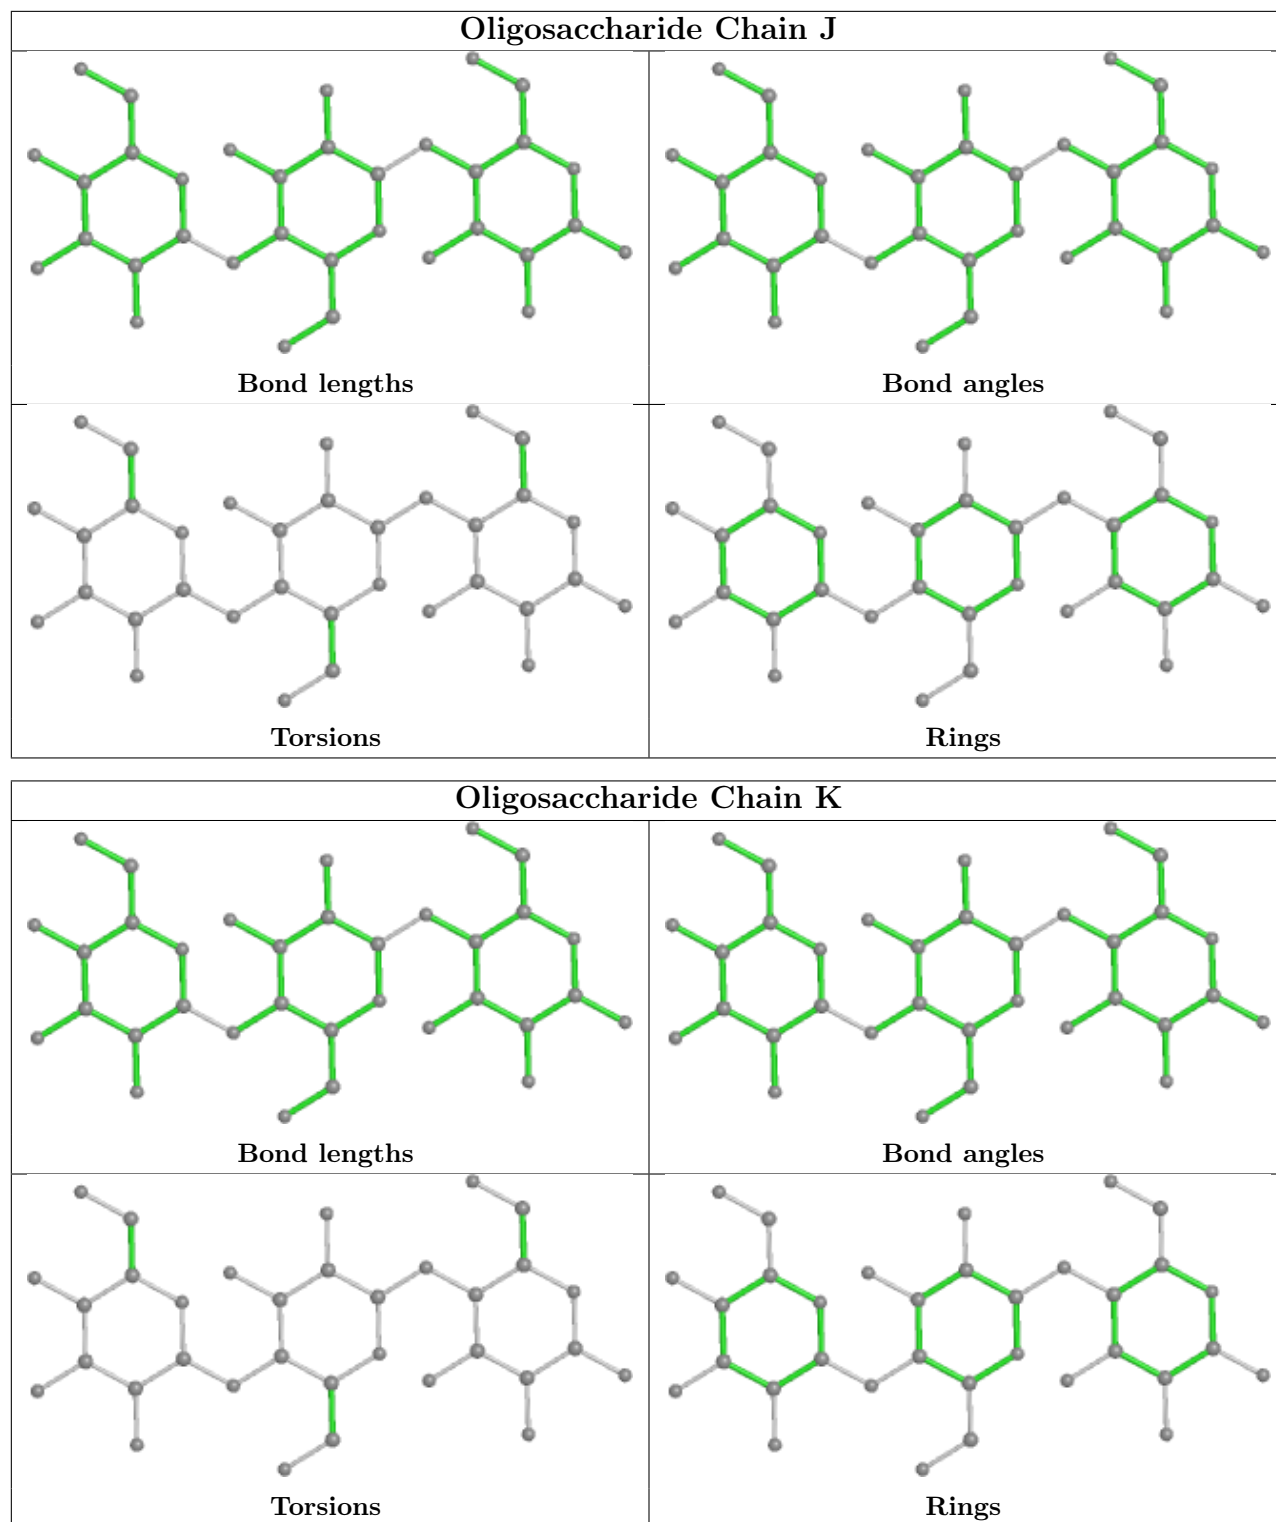 Oligosaccharide Chain J
Bond lengths
Bond angles
Torsions
Rings
Oligosaccharide Chain K
Bond lengths
Bond angles
Torsions
Rings